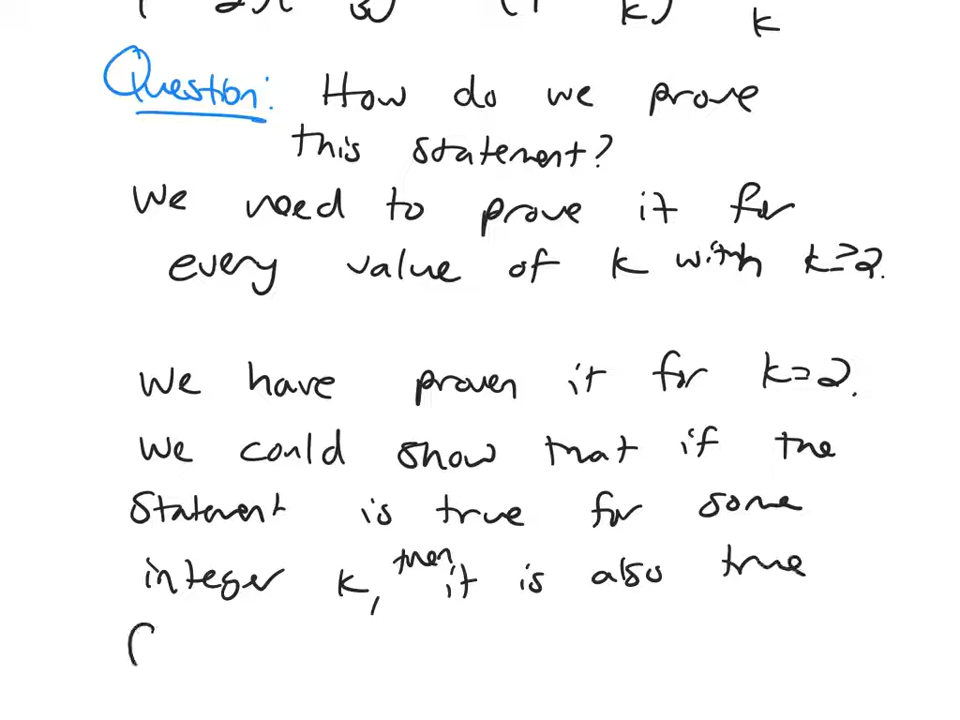 Question: How do we prove
this statement?
We need to prove it for
every value of k with k≥2.
We have proven it for k=2.
We could show that if the
statement is true for some
integer k, then it is also true